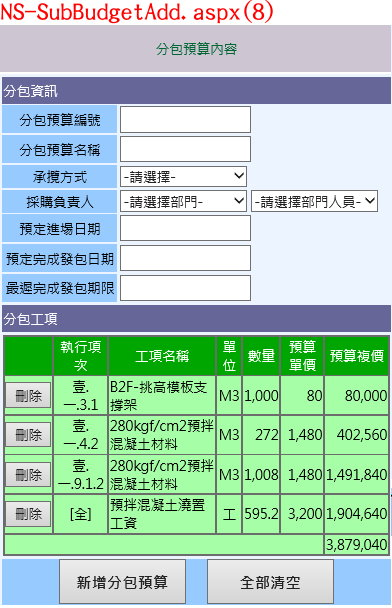 NS-SubBudgetAdd.aspx(8)
分包預算內容
分包資訊
分包預算編號
分包預算名稱
承攬方式 -請選擇-
採購負責人 -請選擇部門- -請選擇部門人員-
預定進場日期
預定完成發包日期
最遲完成發包期限
分包工項
執行項次 工項名稱 單位 數量 預算單價 預算複價
刪除 壹.一.3.1 B2F-挑高模板支撐架 M3 1,000 80 80,000
刪除 壹.一.4.2 280kgf/cm2預拌混凝土材料 M3 272 1,480 402,560
刪除 壹.一.9.1.2 280kgf/cm2預拌混凝土材料 M3 1,008 1,480 1,491,840
刪除 [全] 預拌混凝土澆置工資 工 595.2 3,200 1,904,640
3,879,040
新增分包預算 全部清空